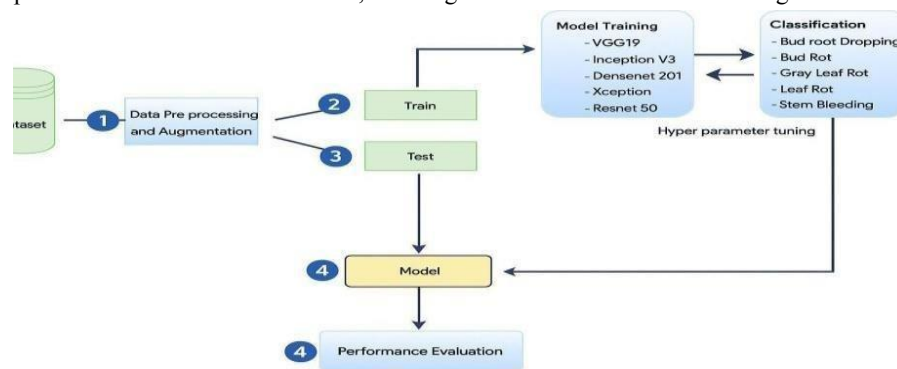 Model Training
- VGG19
- Inception V3
- Densenet 201
- Xception
- Resnet 50
Classification
- Bud root Dropping
- Bud Rot
- Gray Leaf Rot
- Leaf Rot
- Stem Bleeding
Hyper parameter tuning
ataset
1
Data Pre processing
and Augmentation
2
Train
3
Test
4
Model
4
Performance Evaluation